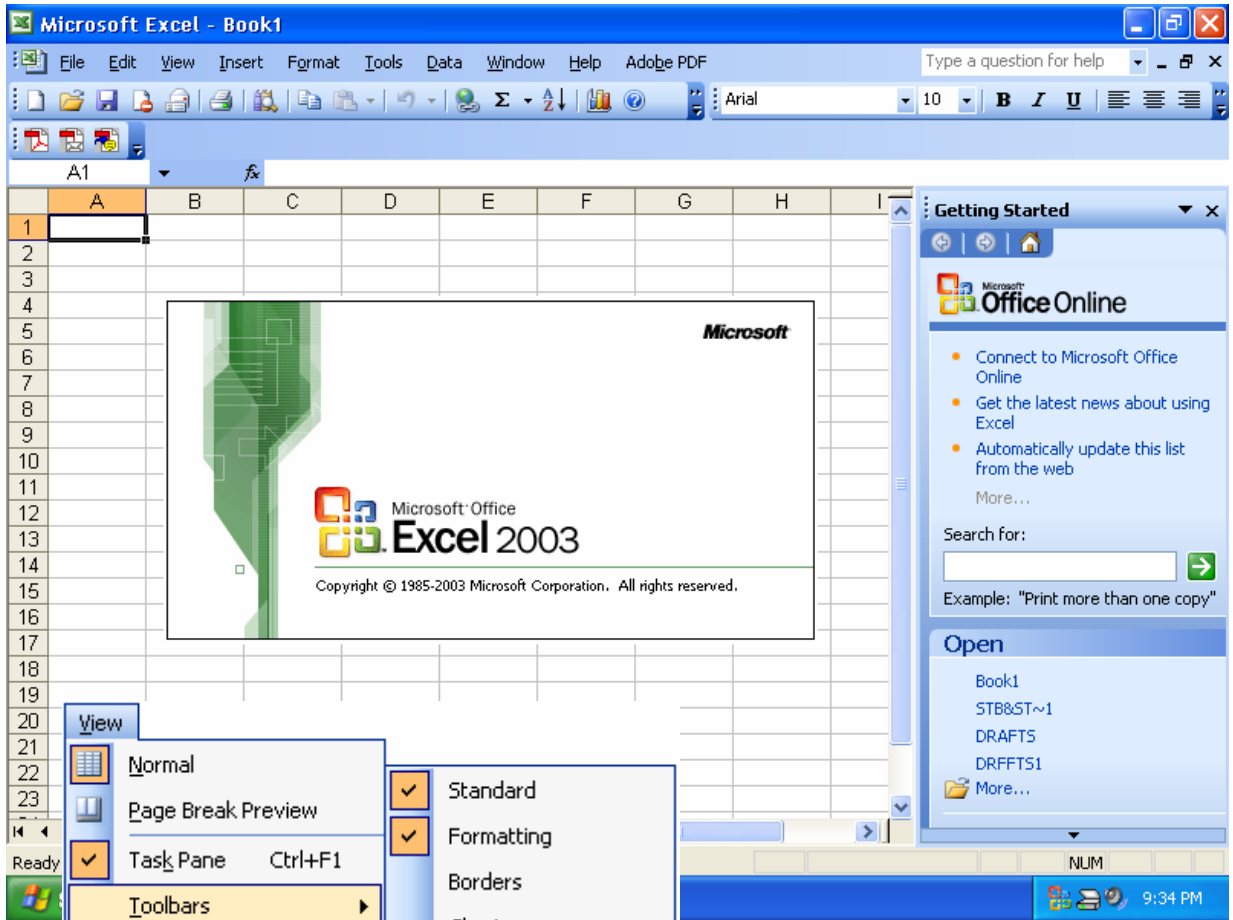 Microsoft Excel - Book1
File Edit View Insert Format Tools Data Window Help Adobe PDF Type a question for help
Arial 10 B I U
A1 fx
A B C D E F G H I
1
2
3
4
5
6
7
8
9
10
11
12
13
14
15
16
17
18
19
20
21
22
23
Microsoft
Microsoft Office
Excel 2003
Copyright © 1985-2003 Microsoft Corporation. All rights reserved.
View
Normal
Page Break Preview
Task Pane Ctrl+F1
Toolbars
Standard
Formatting
Borders
Getting Started
Microsoft
Office Online
Connect to Microsoft Office
Online
Get the latest news about using
Excel
Automatically update this list
from the web
More...
Search for:
Example: "Print more than one copy"
Open
Book1
STB&ST~1
DRAFTS
DRFFTS1
More...
Ready
NUM
9:34 PM